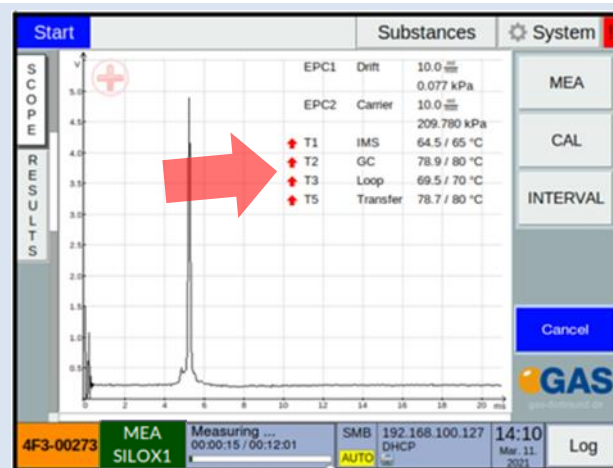 Start
Substances
System
SCOPE
RESULTS
V
5.0
4.5
4.0
3.5
3.0
2.5
2.0
1.5
1.0
0.5
0 2 4 6 8 10 12 14 16 18 20 ms
EPC1 Drift 10.0
0.077 kPa
EPC2 Carrier 10.0
209.780 kPa
T1 IMS 64.5 / 65 °C
T2 GC 78.9 / 80 °C
T3 Loop 69.5 / 70 °C
T5 Transfer 78.7 / 80 °C
MEA
CAL
INTERVAL
Cancel
GAS
4F3-00273
MEA
SILOX1
Measuring ...
00:00:15 / 00:12:01
SMB
AUTO
192.168.100.127
DHCP
14:10
Mar. 11.
2021
Log